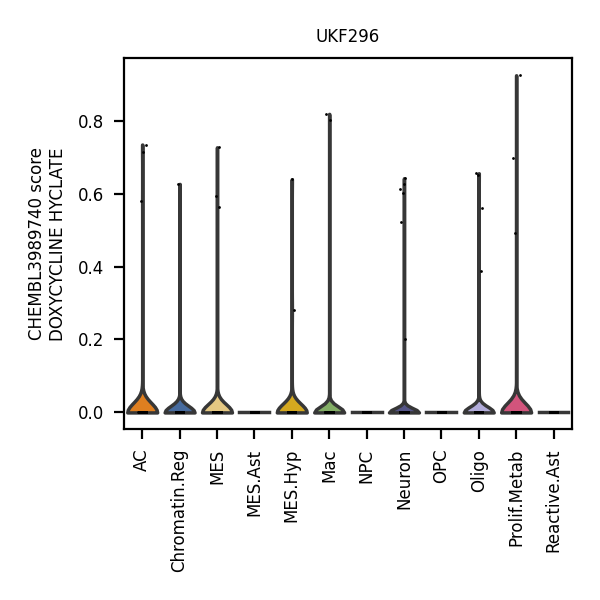 UKF296
CHEMBL3989740 score
DOXYCYCLINE HYCLATE
0.8
0.6
0.4
0.2
0.0
AC
Chromatin.Reg
MES
MES.Ast
MES.Hyp
Mac
NPC
Neuron
OPC
Oligo
Prolif.Metab
Reactive.Ast